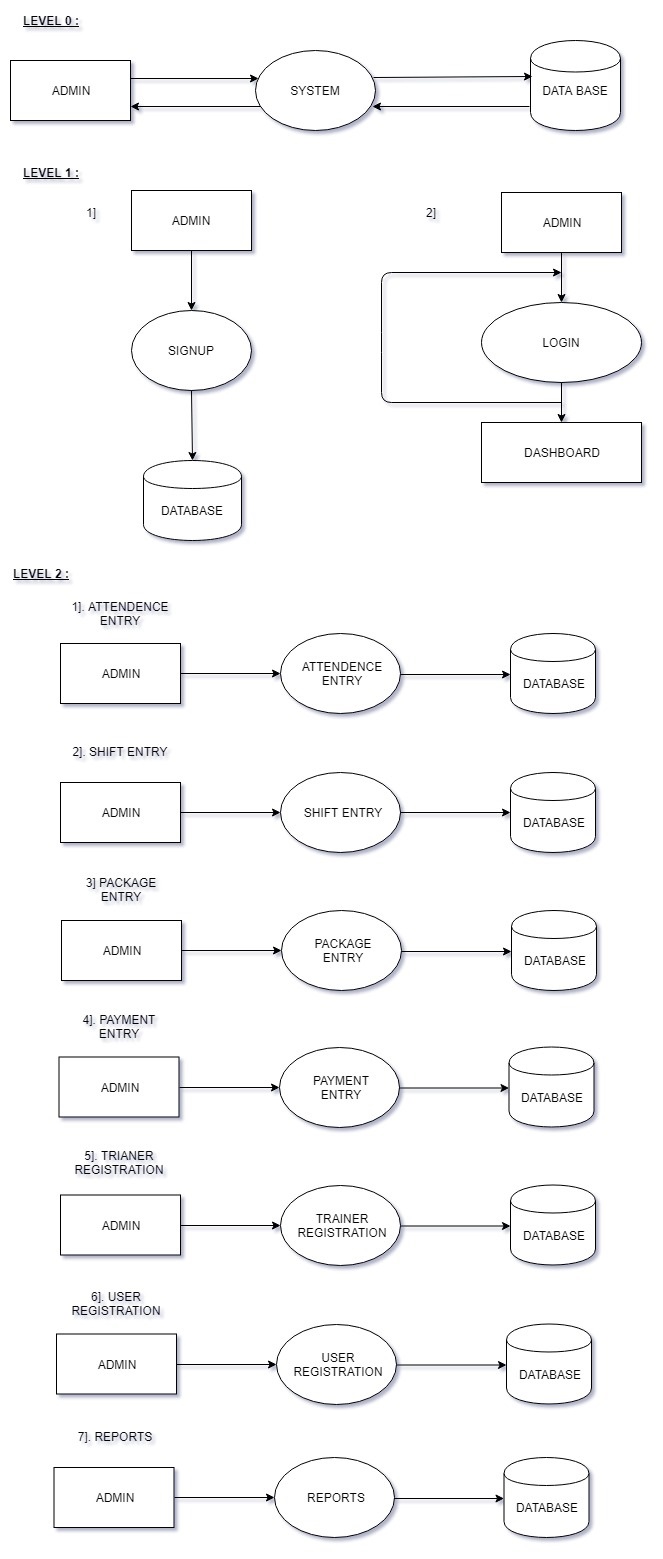 LEVEL 0 :
ADMIN
SYSTEM
DATA BASE
LEVEL 1 :
1]
ADMIN
2]
ADMIN
SIGNUP
LOGIN
DATABASE
DASHBOARD
LEVEL 2 :
1]. ATTENDENCE
ENTRY
ADMIN
ATTENDENCE
ENTRY
DATABASE
2]. SHIFT ENTRY
ADMIN
SHIFT ENTRY
DATABASE
3] PACKAGE
ENTRY
ADMIN
PACKAGE
ENTRY
DATABASE
4]. PAYMENT
ENTRY
ADMIN
PAYMENT
ENTRY
DATABASE
5]. TRIANER
REGISTRATION
ADMIN
TRAINER
REGISTRATION
DATABASE
6]. USER
REGISTRATION
ADMIN
USER
REGISTRATION
DATABASE
7]. REPORTS
ADMIN
REPORTS
DATABASE